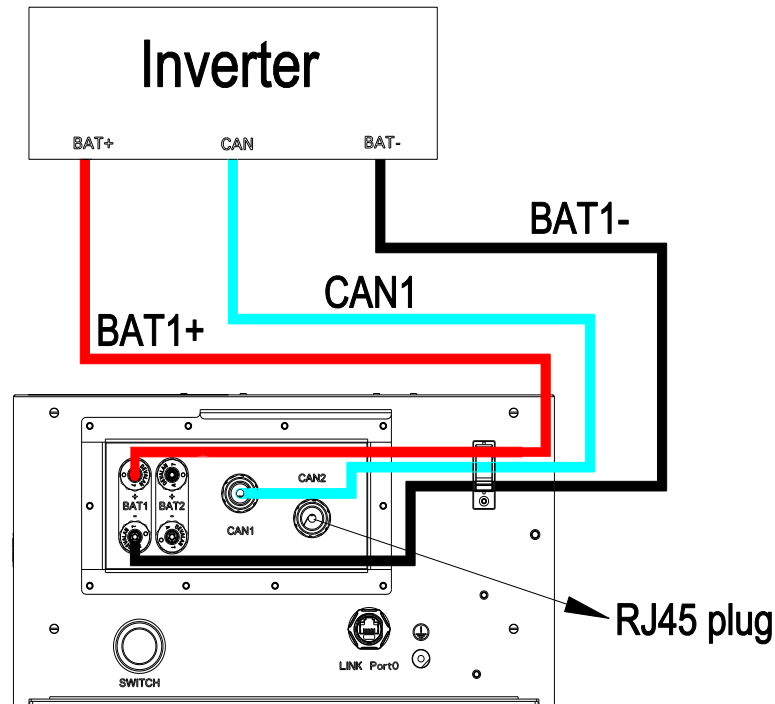 Inverter
BAT+ CAN BAT-
BAT1-
CAN1
BAT1+
CAN2
+ +
BAT1 BAT2
- -
CAN1
RJ45 plug
LINK Port0
SWITCH